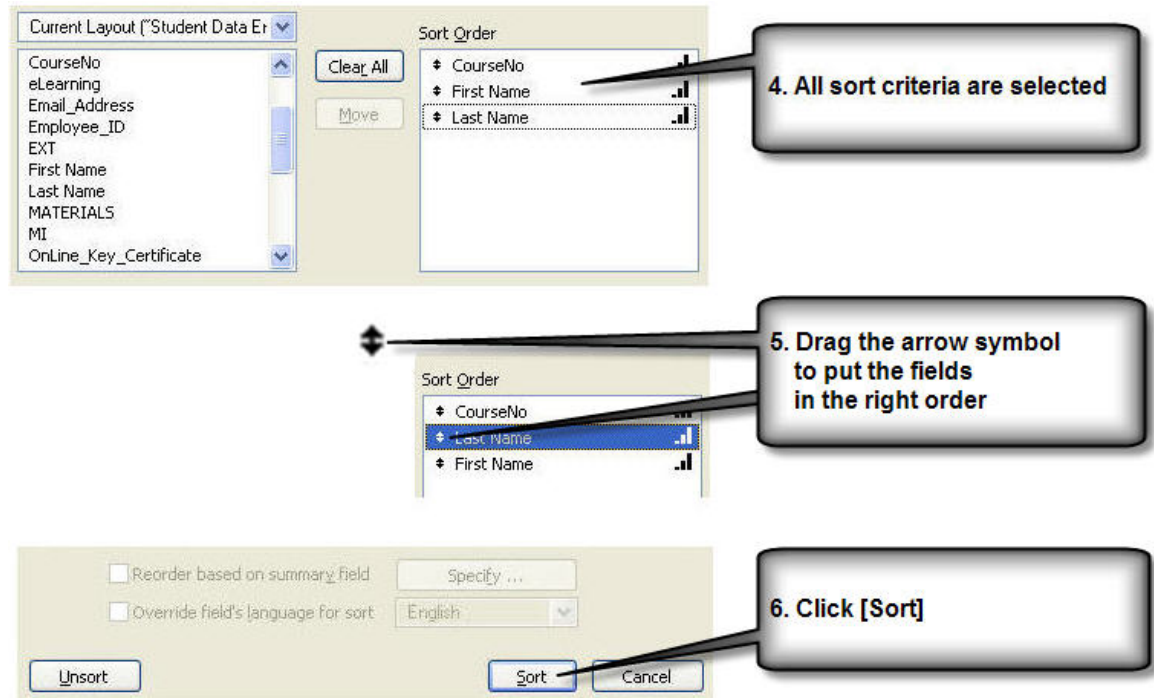 Current Layout ("Student Data Er
CourseNo
eLearning
Email_Address
Employee_ID
EXT
First Name
Last Name
MATERIALS
MI
OnLine_Key_Certificate
Clear All
Move
Sort Order
CourseNo
First Name
Last Name
4. All sort criteria are selected
5. Drag the arrow symbol
to put the fields
in the right order
Sort Order
CourseNo
Last Name
First Name
Reorder based on summary field
Specify ...
Override field's language for sort
English
6. Click [Sort]
Unsort
Sort
Cancel